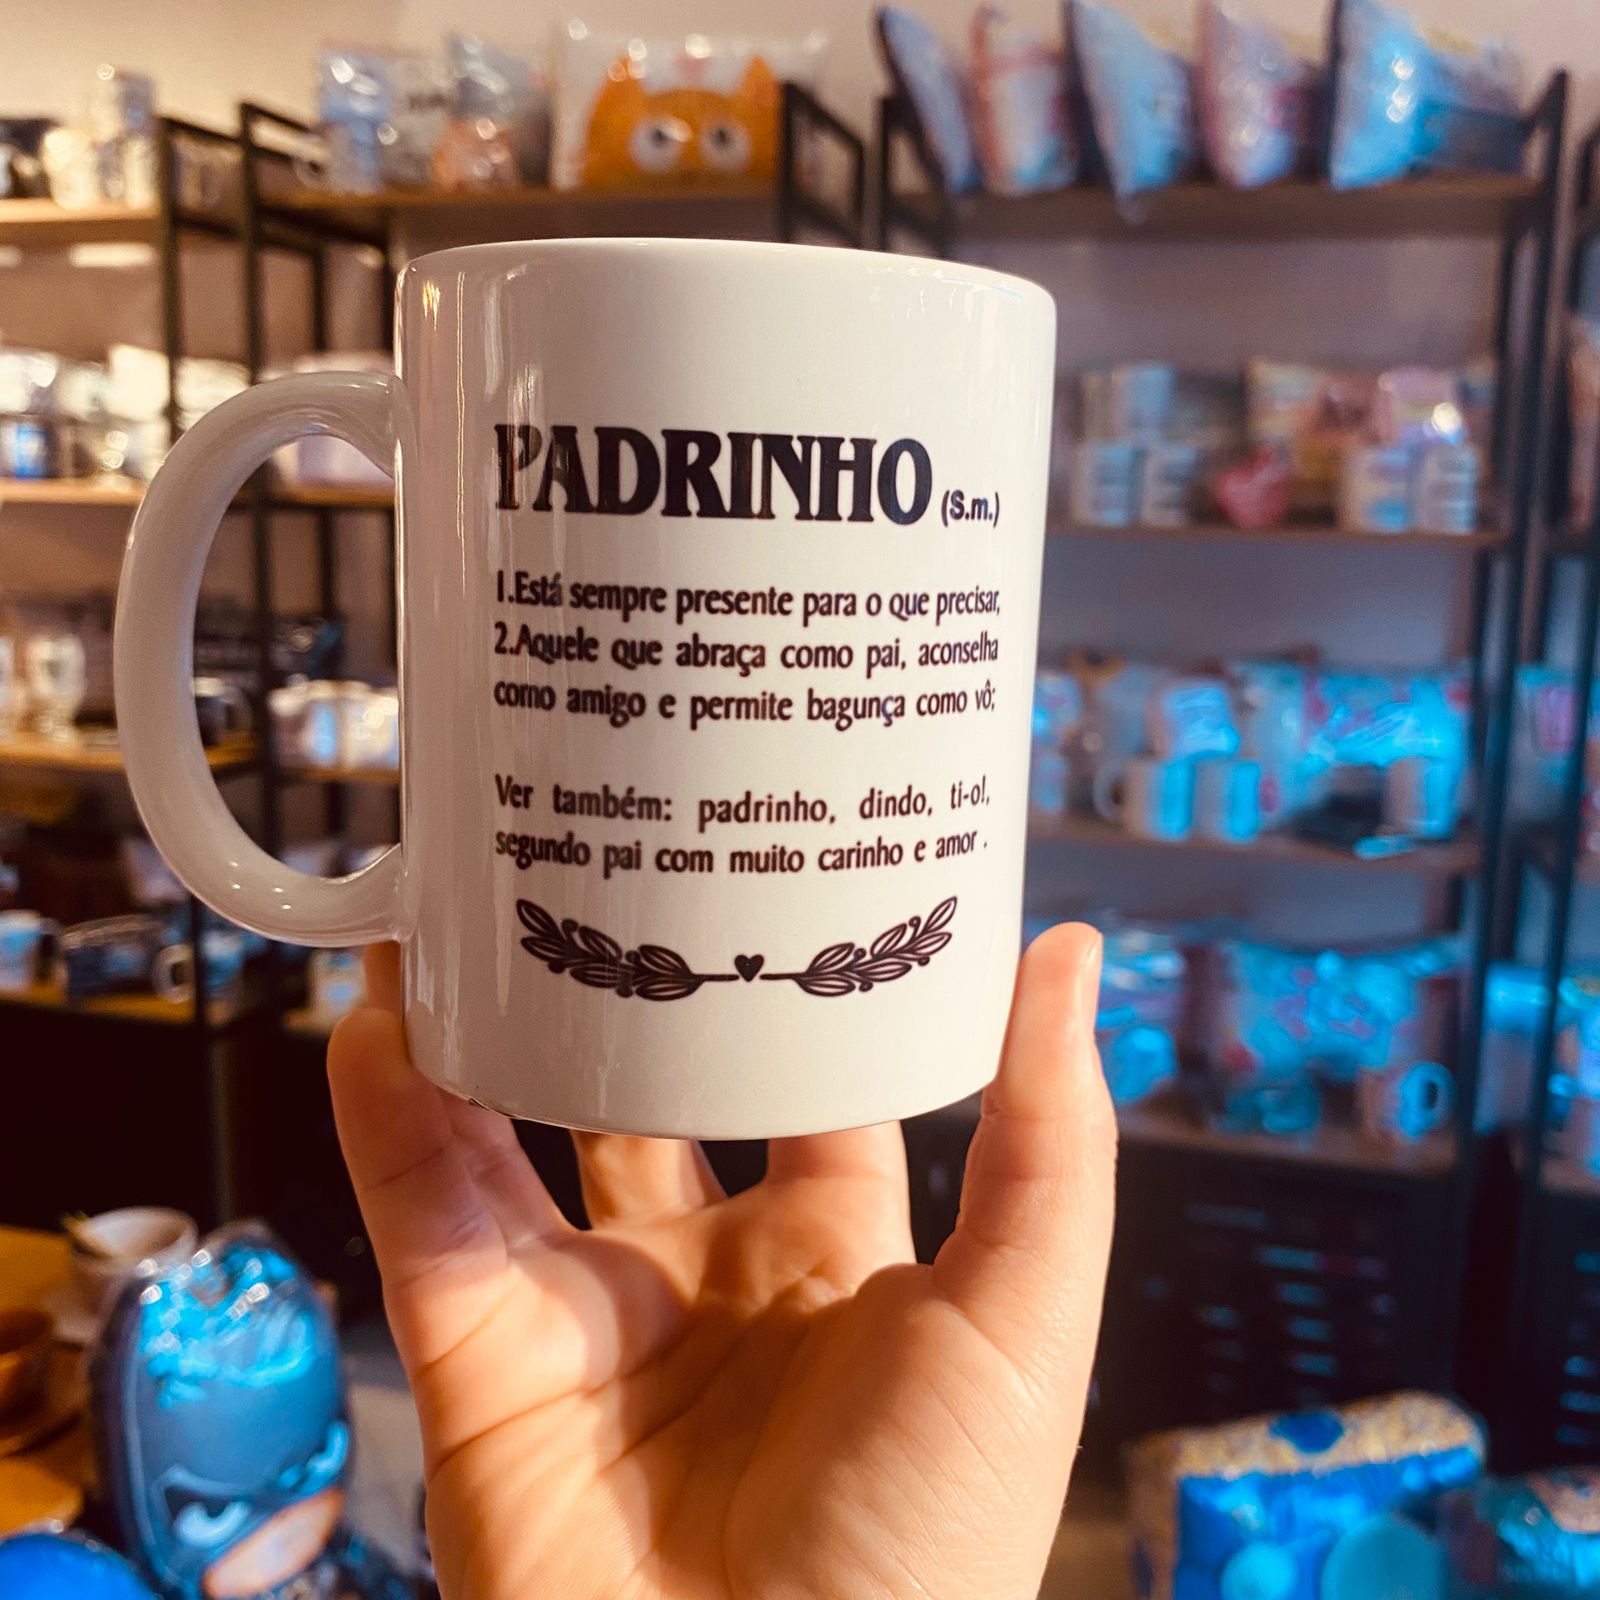 PADRINHO (S.m.)
1.Está sempre presente para o que precisar,
2.Aquele que abraça como pai, aconselha
como amigo e permite bagunça como vô;
Ver também: padrinho, dindo, ti-o!,
segundo pai com muito carinho e amor .